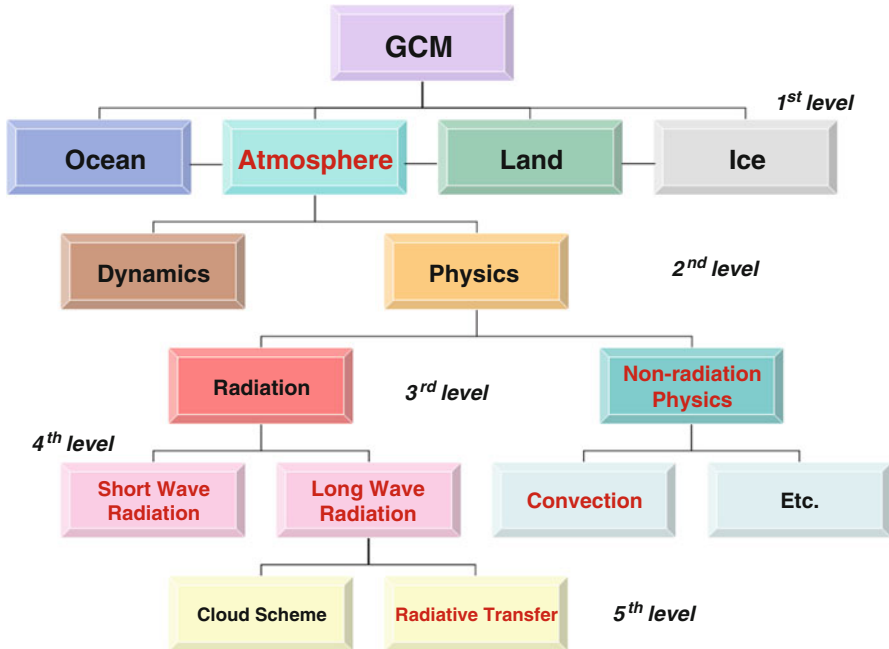 GCM
1st level
Ocean
Atmosphere
Land
Ice
Dynamics
Physics
2nd level
Radiation
3rd level
Non-radiation
Physics
4th level
Short Wave
Radiation
Long Wave
Radiation
Convection
Etc.
Cloud Scheme
Radiative Transfer
5th level